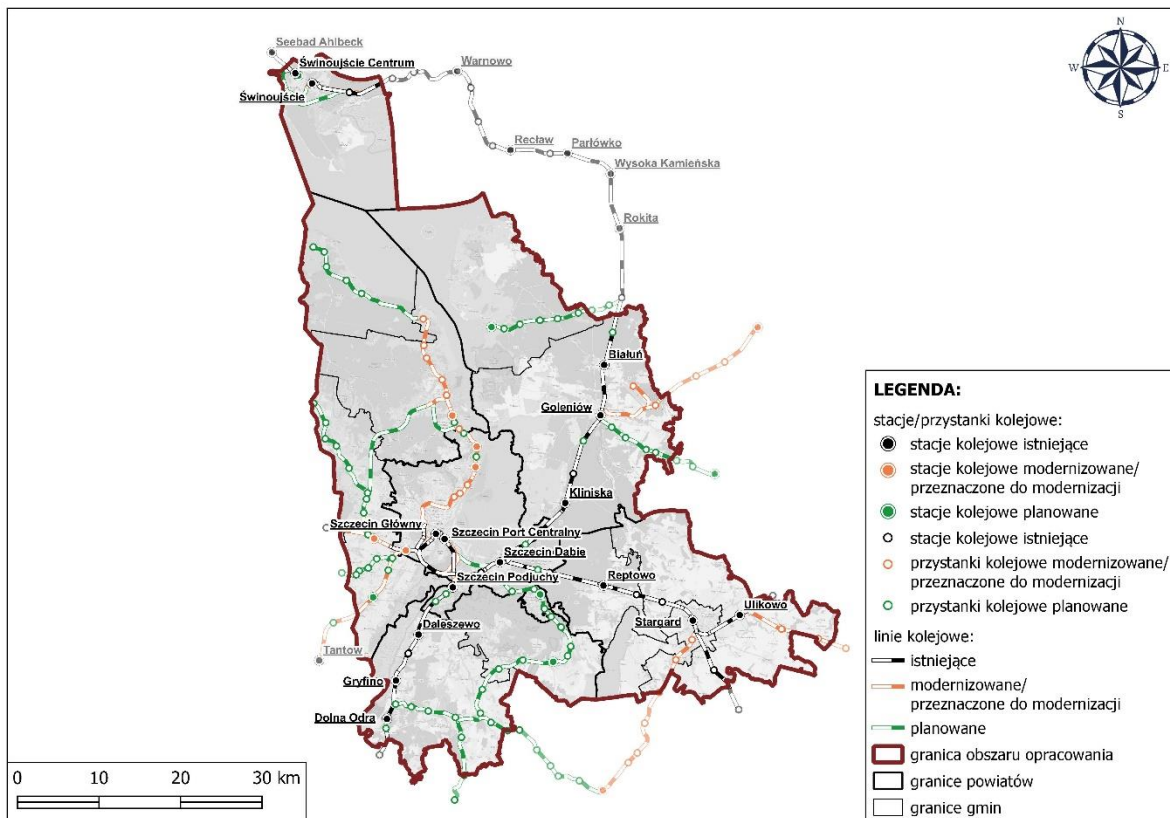 N
W E
S
Seebad Ahlbeck
Świnoujście Centrum
Świnoujście
Warnowo
Recław
Parłówko
Wysoka Kamieńska
Rokita
Białuń
Goleniów
Kliniska
Szczecin Główny
Szczecin Port Centralny
Szczecin Dąbie
Szczecin Podjuchy
Reptowo
Ulikowo
Stargard
Daleszewo
Tantow
Gryfino
Dolna Odra
LEGENDA:
stacje/przystanki kolejowe:
stacje kolejowe istniejące
stacje kolejowe modernizowane/
przeznaczone do modernizacji
stacje kolejowe planowane
stacje kolejowe istniejące
przystanki kolejowe modernizowane/
przeznaczone do modernizacji
przystanki kolejowe planowane
linie kolejowe:
istniejące
modernizowane/
przeznaczone do modernizacji
planowane
granica obszaru opracowania
granice powiatów
granice gmin
0 10 20 30 km